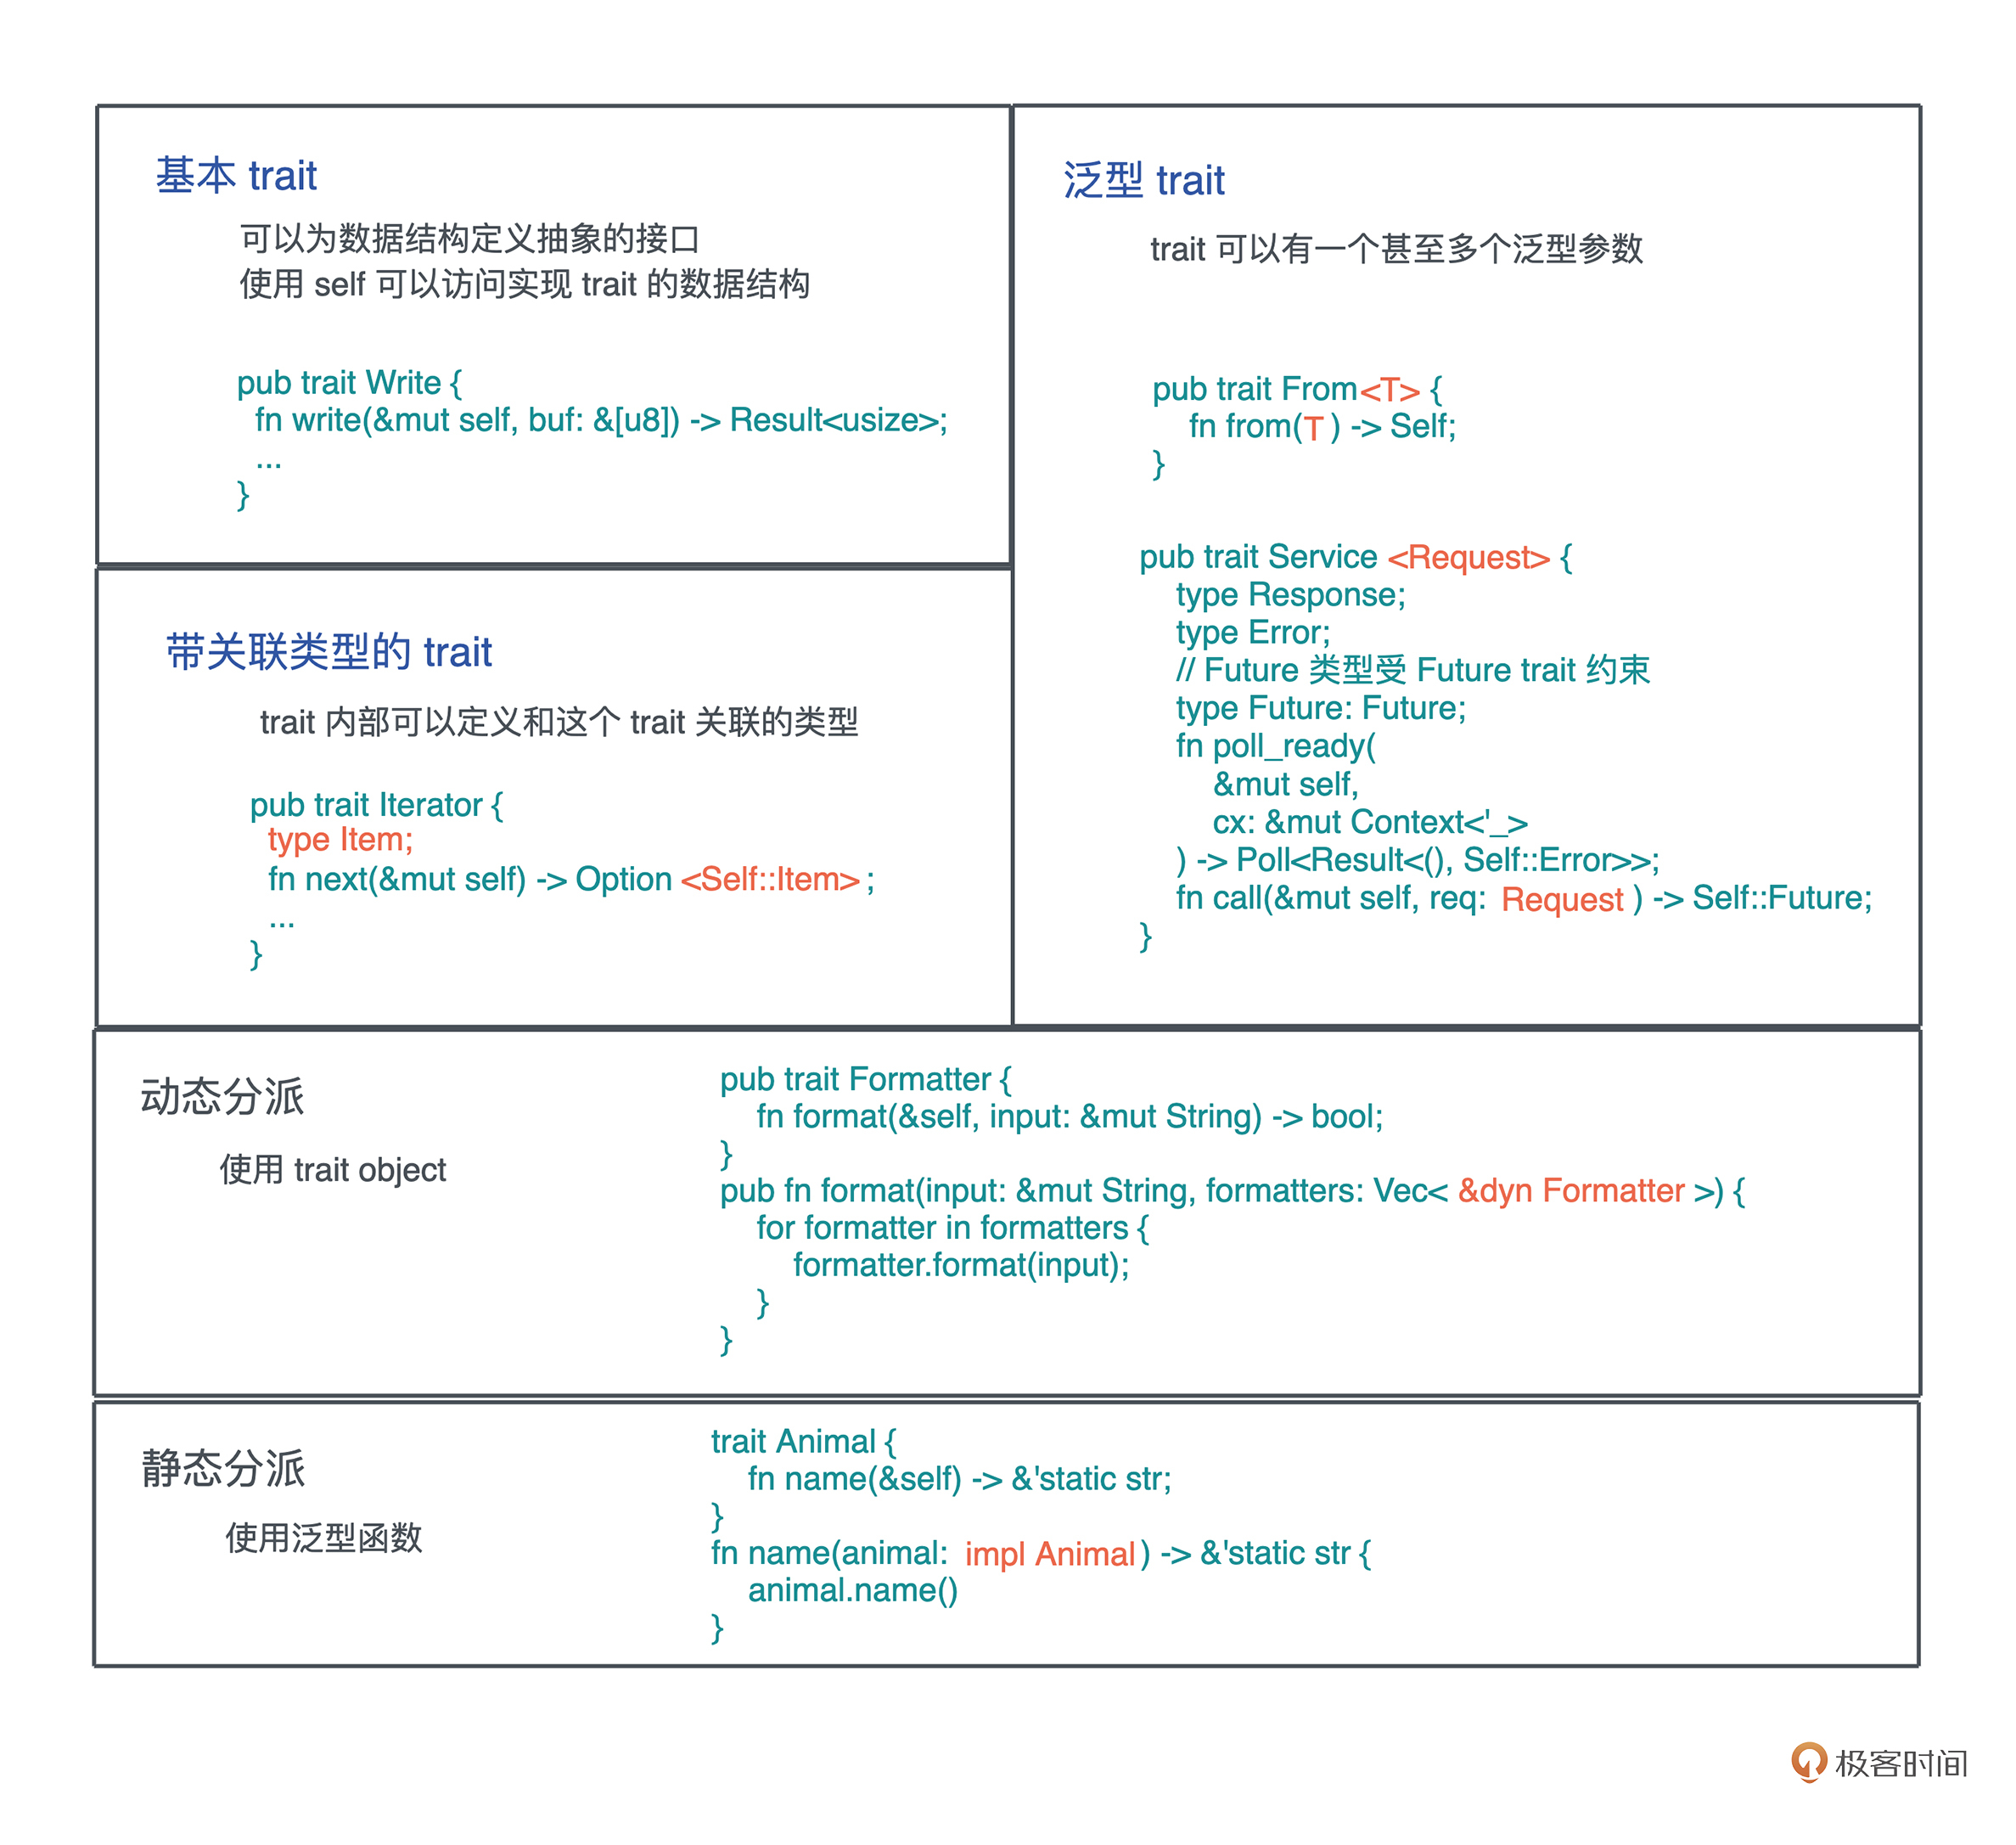 基本 trait
可以为数据结构定义抽象的接口
使用 self 可以访问实现 trait 的数据结构
pub trait Write {
fn write(&mut self, buf: &[u8]) -> Result<usize>;
...
}
带关联类型的 trait
trait 内部可以定义和这个 trait 关联的类型
pub trait Iterator {
type Item;
fn next(&mut self) -> Option <Self::Item> ;
...
}
泛型 trait
trait 可以有一个甚至多个泛型参数
pub trait From<T> {
fn from(T ) -> Self;
}
pub trait Service <Request> {
type Response;
type Error;
// Future 类型受 Future trait 约束
type Future: Future;
fn poll_ready(
&mut self,
cx: &mut Context<'_>
) -> Poll<Result<(), Self::Error>>;
fn call(&mut self, req: Request ) -> Self::Future;
}
动态分派
使用 trait object
pub trait Formatter {
fn format(&self, input: &mut String) -> bool;
}
pub fn format(input: &mut String, formatters: Vec< &dyn Formatter >) {
for formatter in formatters {
formatter.format(input);
}
}
静态分派
使用泛型函数
trait Animal {
fn name(&self) -> &'static str;
}
fn name(animal: impl Animal ) -> &'static str {
animal.name()
}
极客时间